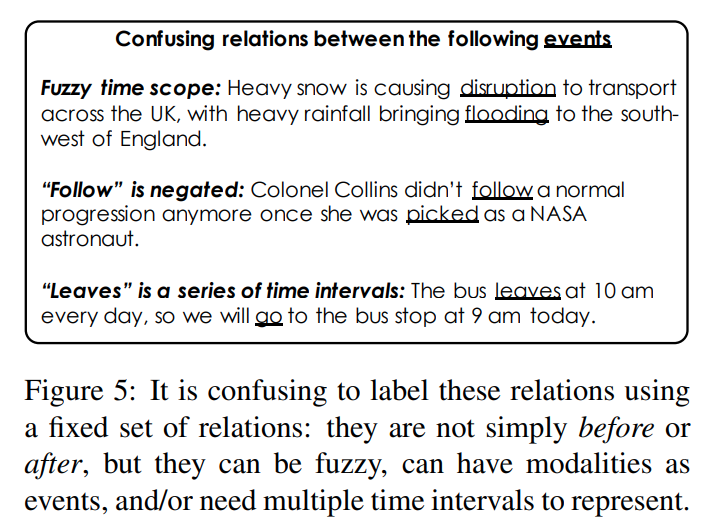 Confusing relations between the following events
Fuzzy time scope: Heavy snow is causing disruption to transport
across the UK, with heavy rainfall bringing flooding to the south-
west of England.
“Follow” is negated: Colonel Collins didn’t follow a normal
progression anymore once she was picked as a NASA
astronaut.
“Leaves” is a series of time intervals: The bus leaves at 10 am
every day, so we will go to the bus stop at 9 am today.
Figure 5: It is confusing to label these relations using
a fixed set of relations: they are not simply before or
after, but they can be fuzzy, can have modalities as
events, and/or need multiple time intervals to represent.